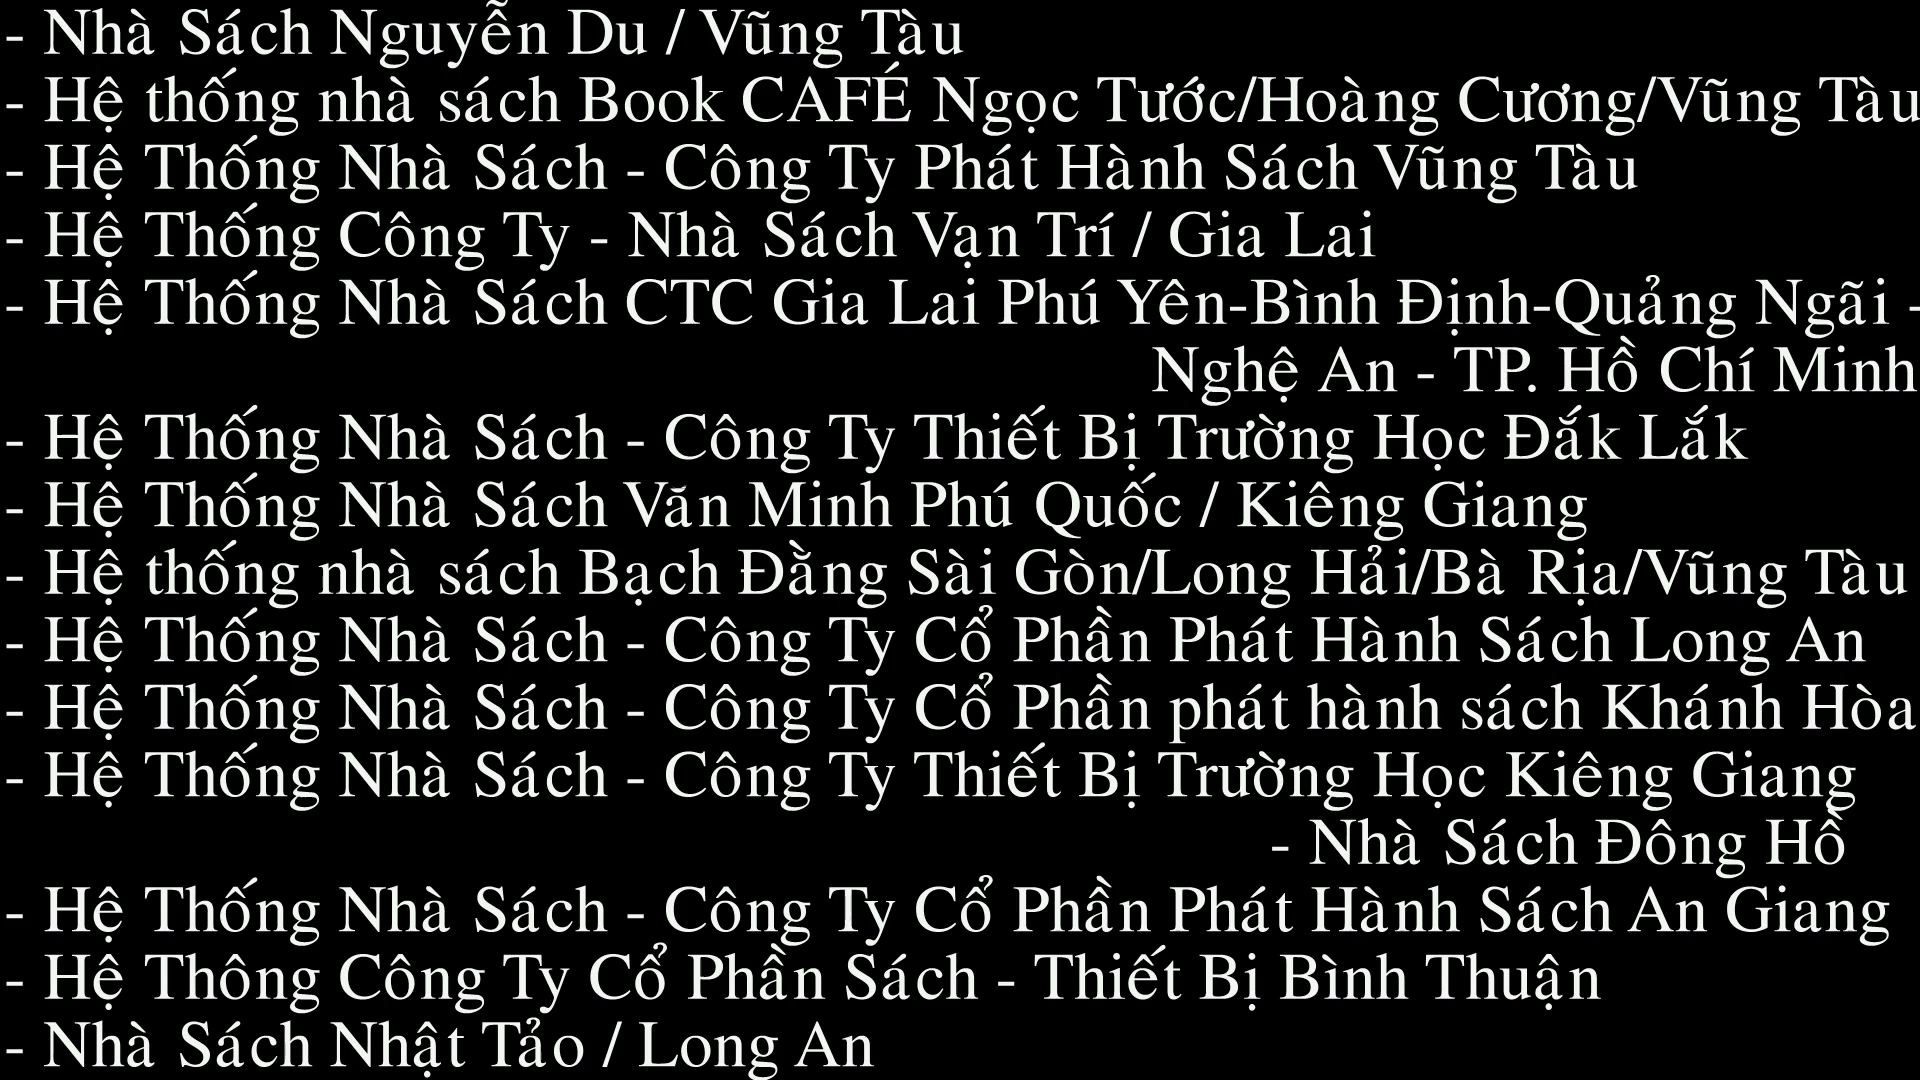 - Nhà Sách Nguyễn Du / Vũng Tàu
- Hệ thống nhà sách Book CAFÉ Ngọc Tước/Hoàng Cương/Vũng Tàu
- Hệ Thống Nhà Sách - Công Ty Phát Hành Sách Vũng Tàu
- Hệ Thống Công Ty - Nhà Sách Vạn Trí / Gia Lai
- Hệ Thống Nhà Sách CTC Gia Lai Phú Yên-Bình Định-Quảng Ngãi -
Nghệ An - TP. Hồ Chí Minh
- Hệ Thống Nhà Sách - Công Ty Thiết Bị Trường Học Đắk Lắk
- Hệ Thống Nhà Sách Văn Minh Phú Quốc / Kiêng Giang
- Hệ thống nhà sách Bạch Đằng Sài Gòn/Long Hải/Bà Rịa/Vũng Tàu
- Hệ Thống Nhà Sách - Công Ty Cổ Phần Phát Hành Sách Long An
- Hệ Thống Nhà Sách - Công Ty Cổ Phần phát hành sách Khánh Hòa
- Hệ Thống Nhà Sách - Công Ty Thiết Bị Trường Học Kiêng Giang
- Nhà Sách Đông Hồ
- Hệ Thống Nhà Sách - Công Ty Cổ Phần Phát Hành Sách An Giang
- Hệ Thông Công Ty Cổ Phần Sách - Thiết Bị Bình Thuận
- Nhà Sách Nhật Tảo / Long An